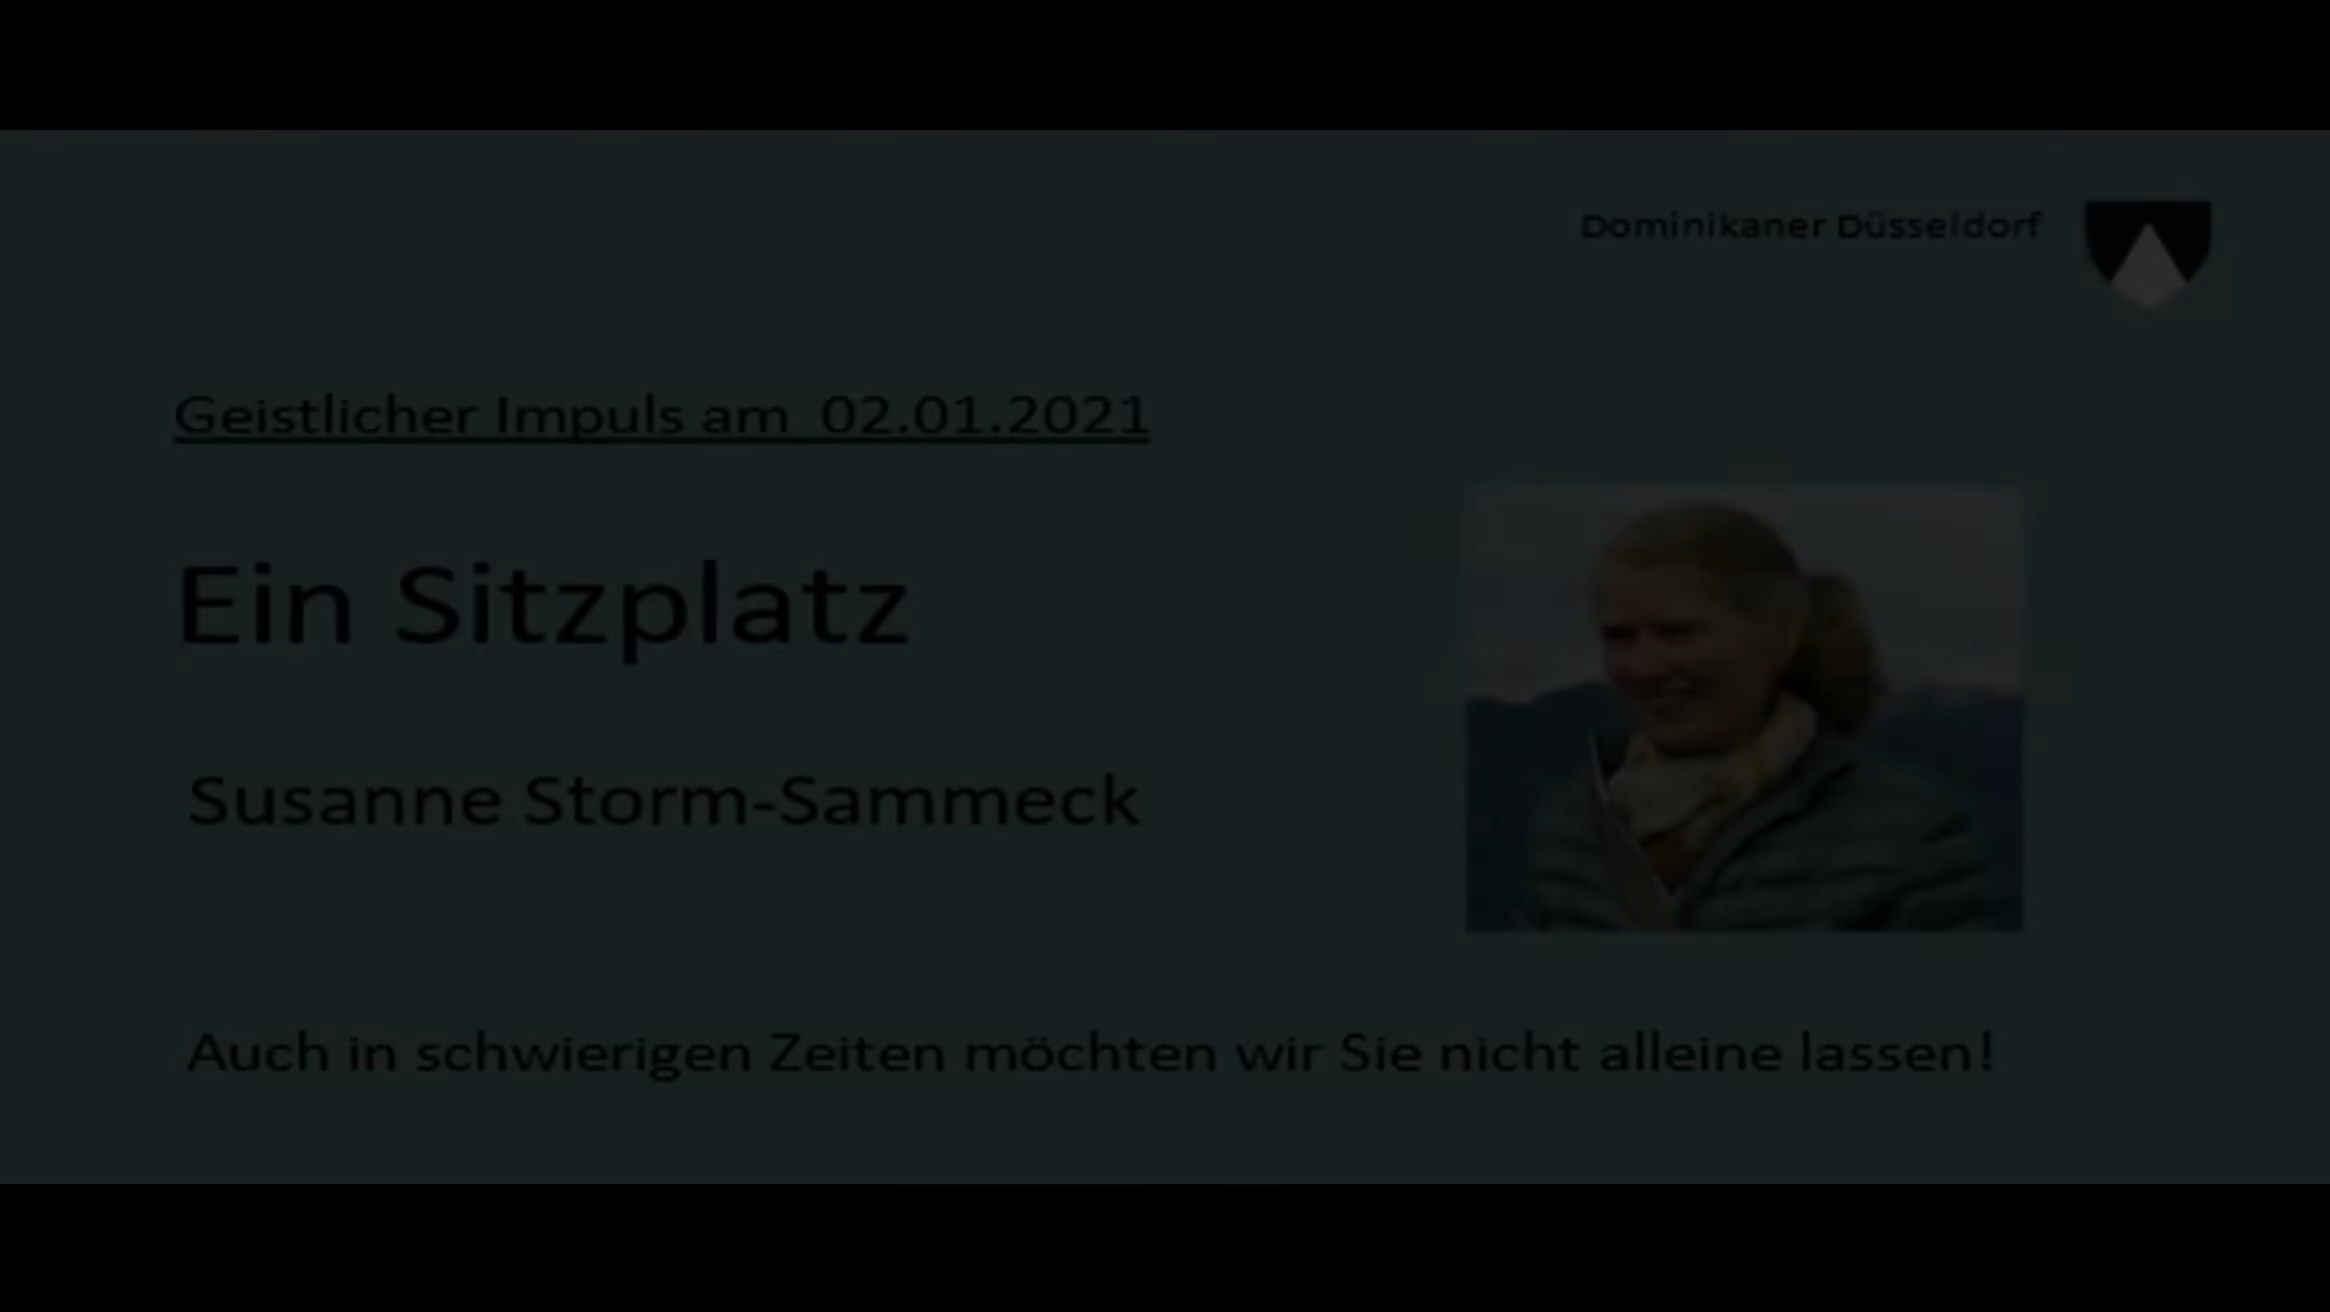 Dominikaner Düsseldorf
Geistlicher Impuls am 02.01.2021
Ein Sitzplatz
Susanne Storm-Sammeck
Auch in schwierigen Zeiten möchten wir Sie nicht alleine lassen!